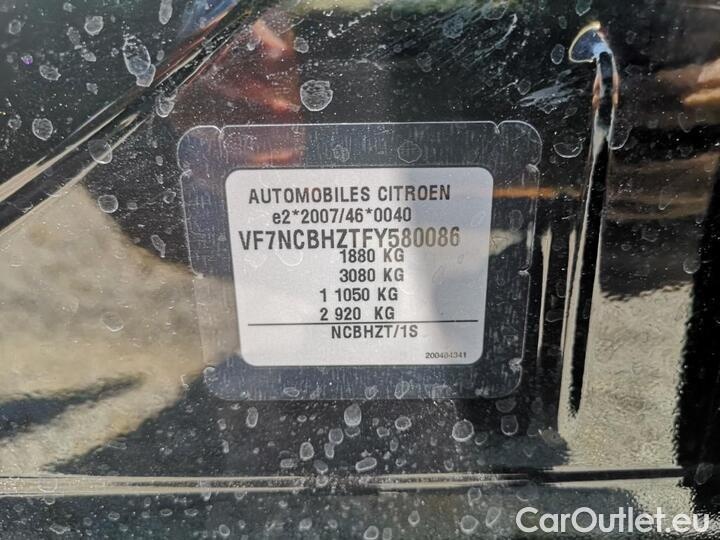 AUTOMOBILES CITROEN
e2*2007/46*0040
VF7NCBHZTFY580086
1880 KG
3080 KG
1 1050 KG
2 920 KG
NCBHZT/1S
200404341
CarOutlet.eu